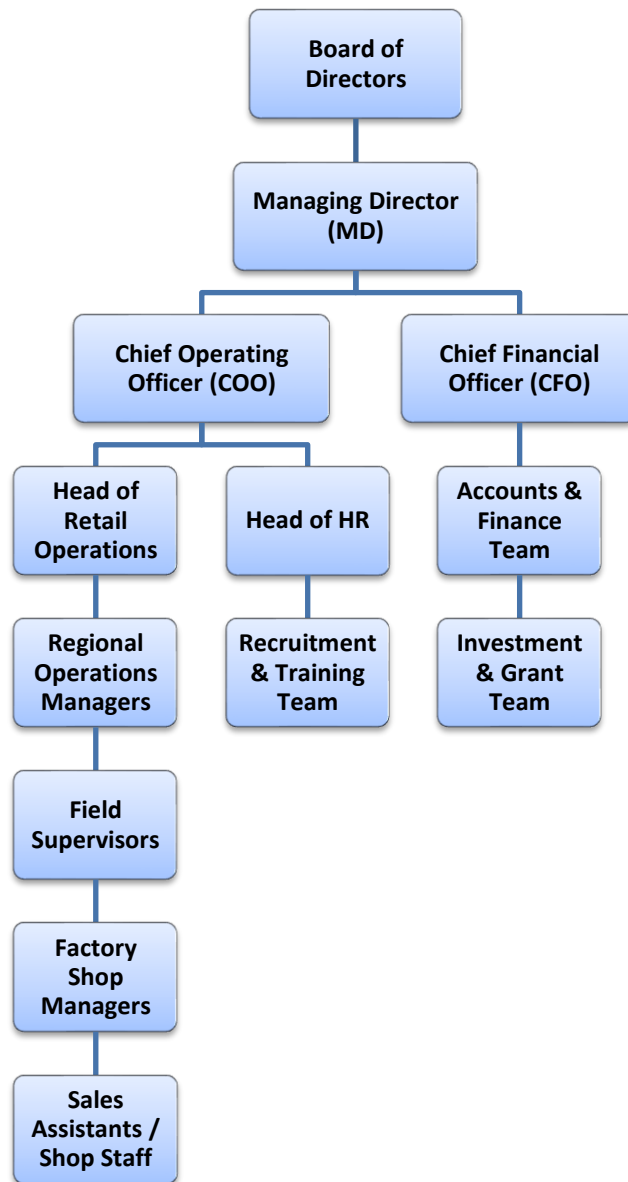 Board of
Directors
Managing Director
(MD)
Chief Operating
Officer (COO)
Chief Financial
Officer (CFO)
Head of
Retail
Operations
Head of HR
Accounts &
Finance
Team
Regional
Operations
Managers
Recruitment
& Training
Team
Investment
& Grant
Team
Field
Supervisors
Factory
Shop
Managers
Sales
Assistants /
Shop Staff